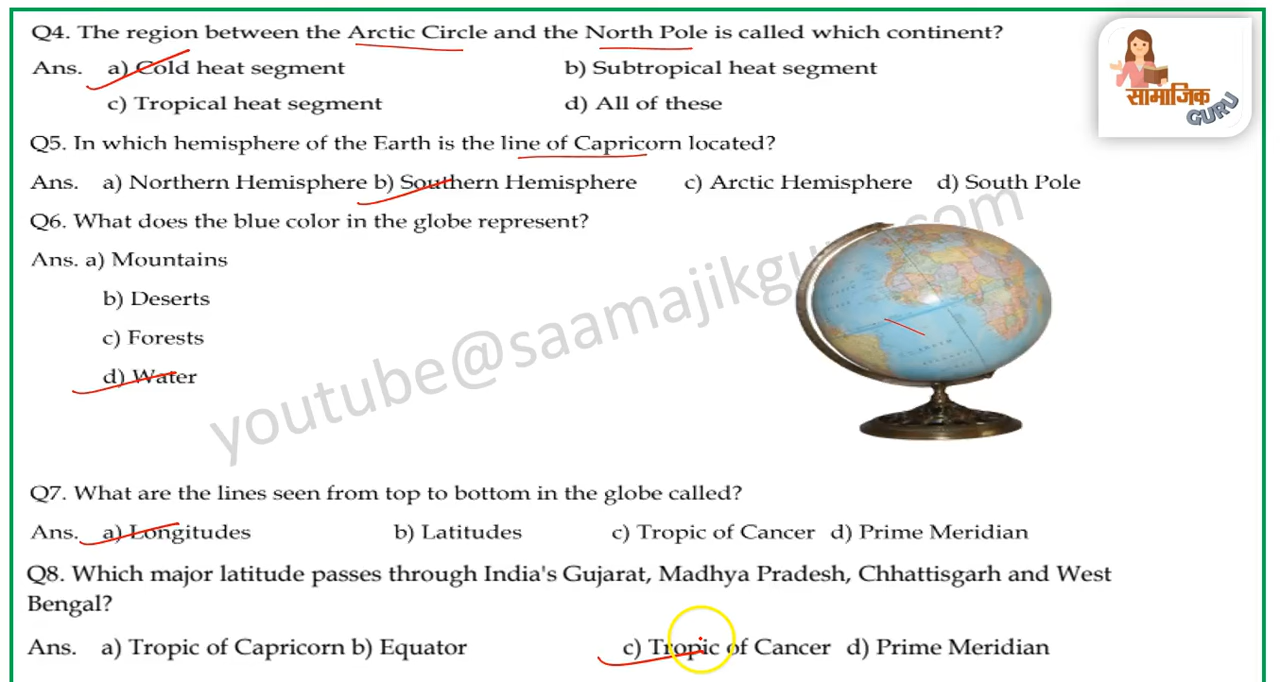 Q4. The region between the Arctic Circle and the North Pole is called which continent?
Ans. a) Cold heat segment b) Subtropical heat segment
c) Tropical heat segment d) All of these
सामाजिक
GURU
Q5. In which hemisphere of the Earth is the line of Capricorn located?
Ans. a) Northern Hemisphere b) Southern Hemisphere c) Arctic Hemisphere d) South Pole
Q6. What does the blue color in the globe represent?
Ans. a) Mountains
b) Deserts
c) Forests
d) Water
youtube@saamajikgu com
Q7. What are the lines seen from top to bottom in the globe called?
Ans. a) Longitudes b) Latitudes c) Tropic of Cancer d) Prime Meridian
Q8. Which major latitude passes through India's Gujarat, Madhya Pradesh, Chhattisgarh and West
Bengal?
Ans. a) Tropic of Capricorn b) Equator c) Tropic of Cancer d) Prime Meridian